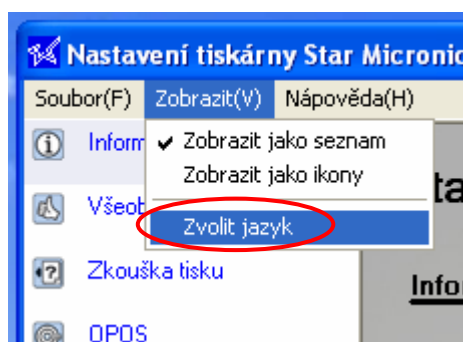 Nastavení tiskárny Star Micronic
Soubor(F) Zobrazit(V) Nápověda(H)
Zobrazit jako seznam
Zobrazit jako ikony
Zvolit jazyk
Inform
Všeob
Zkouška tisku
OPOS
ta
Infor